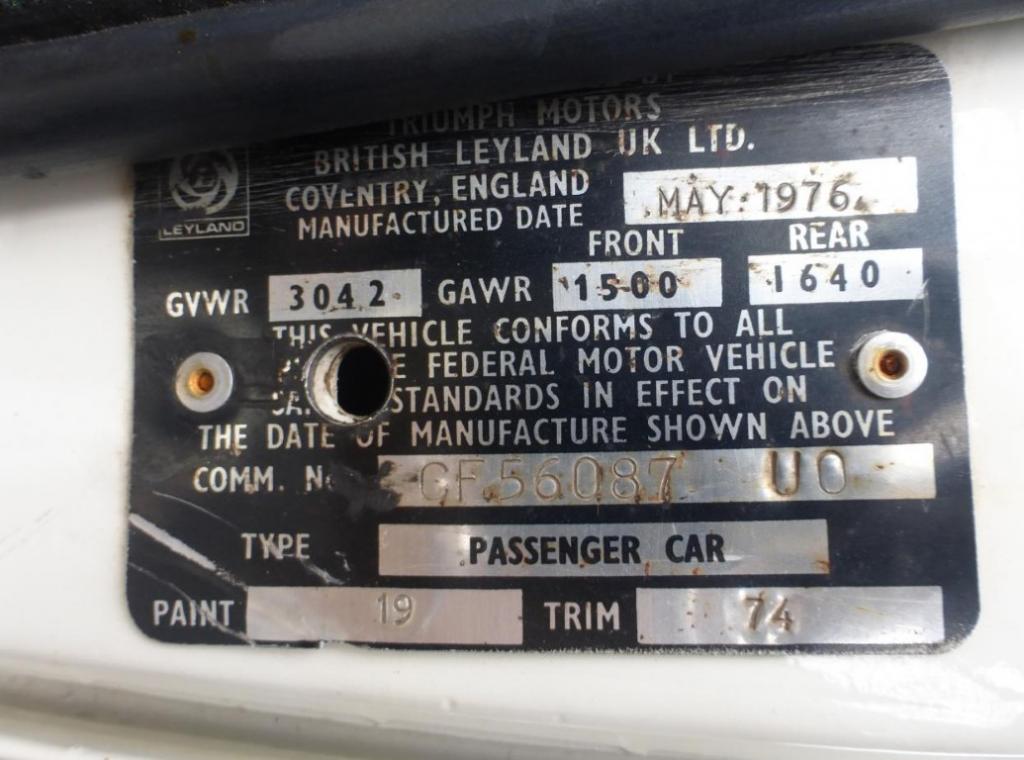 TRIUMPH MOTORS
BRITISH LEYLAND UK LTD.
COVENTRY, ENGLAND
LEYLAND
MANUFACTURED DATE MAY 1976
FRONT REAR
GVWR 3042 GAWR 1500 1640
THIS VEHICLE CONFORMS TO ALL
FEDERAL MOTOR VEHICLE
STANDARDS IN EFFECT ON
THE DATE OF MANUFACTURE SHOWN ABOVE
COMM. CF56087 UO
TYPE PASSENGER CAR
PAINT 19 TRIM 74